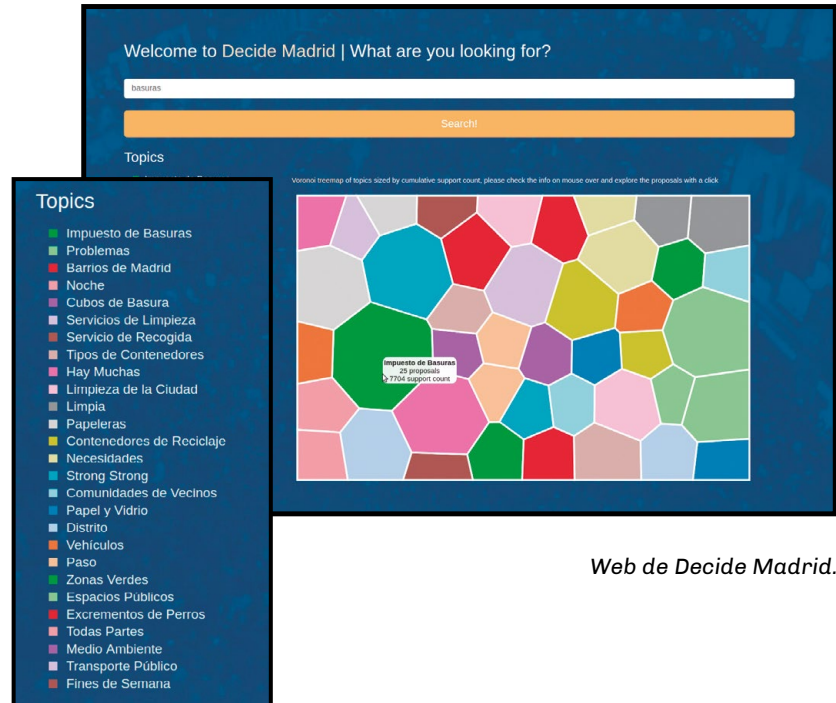 Welcome to Decide Madrid | What are you looking for?
basuras
Search!
Topics
Voronoi treemap of topics sized by cumulative support count, please check the info on mouse over and explore the proposals with a click
Impuesto de Basuras
25 proposals
7704 support count
Topics
Impuesto de Basuras
Problemas
Barrios de Madrid
Noche
Cubos de Basura
Servicios de Limpieza
Servicio de Recogida
Tipos de Contenedores
Hay Muchas
Limpieza de la Ciudad
Limpia
Papeleras
Contenedores de Reciclaje
Necesidades
Strong Strong
Comunidades de Vecinos
Papel y Vidrio
Distrito
Vehículos
Paso
Zonas Verdes
Espacios Públicos
Excrementos de Perros
Todas Partes
Medio Ambiente
Transporte Público
Fines de Semana
Web de Decide Madrid.